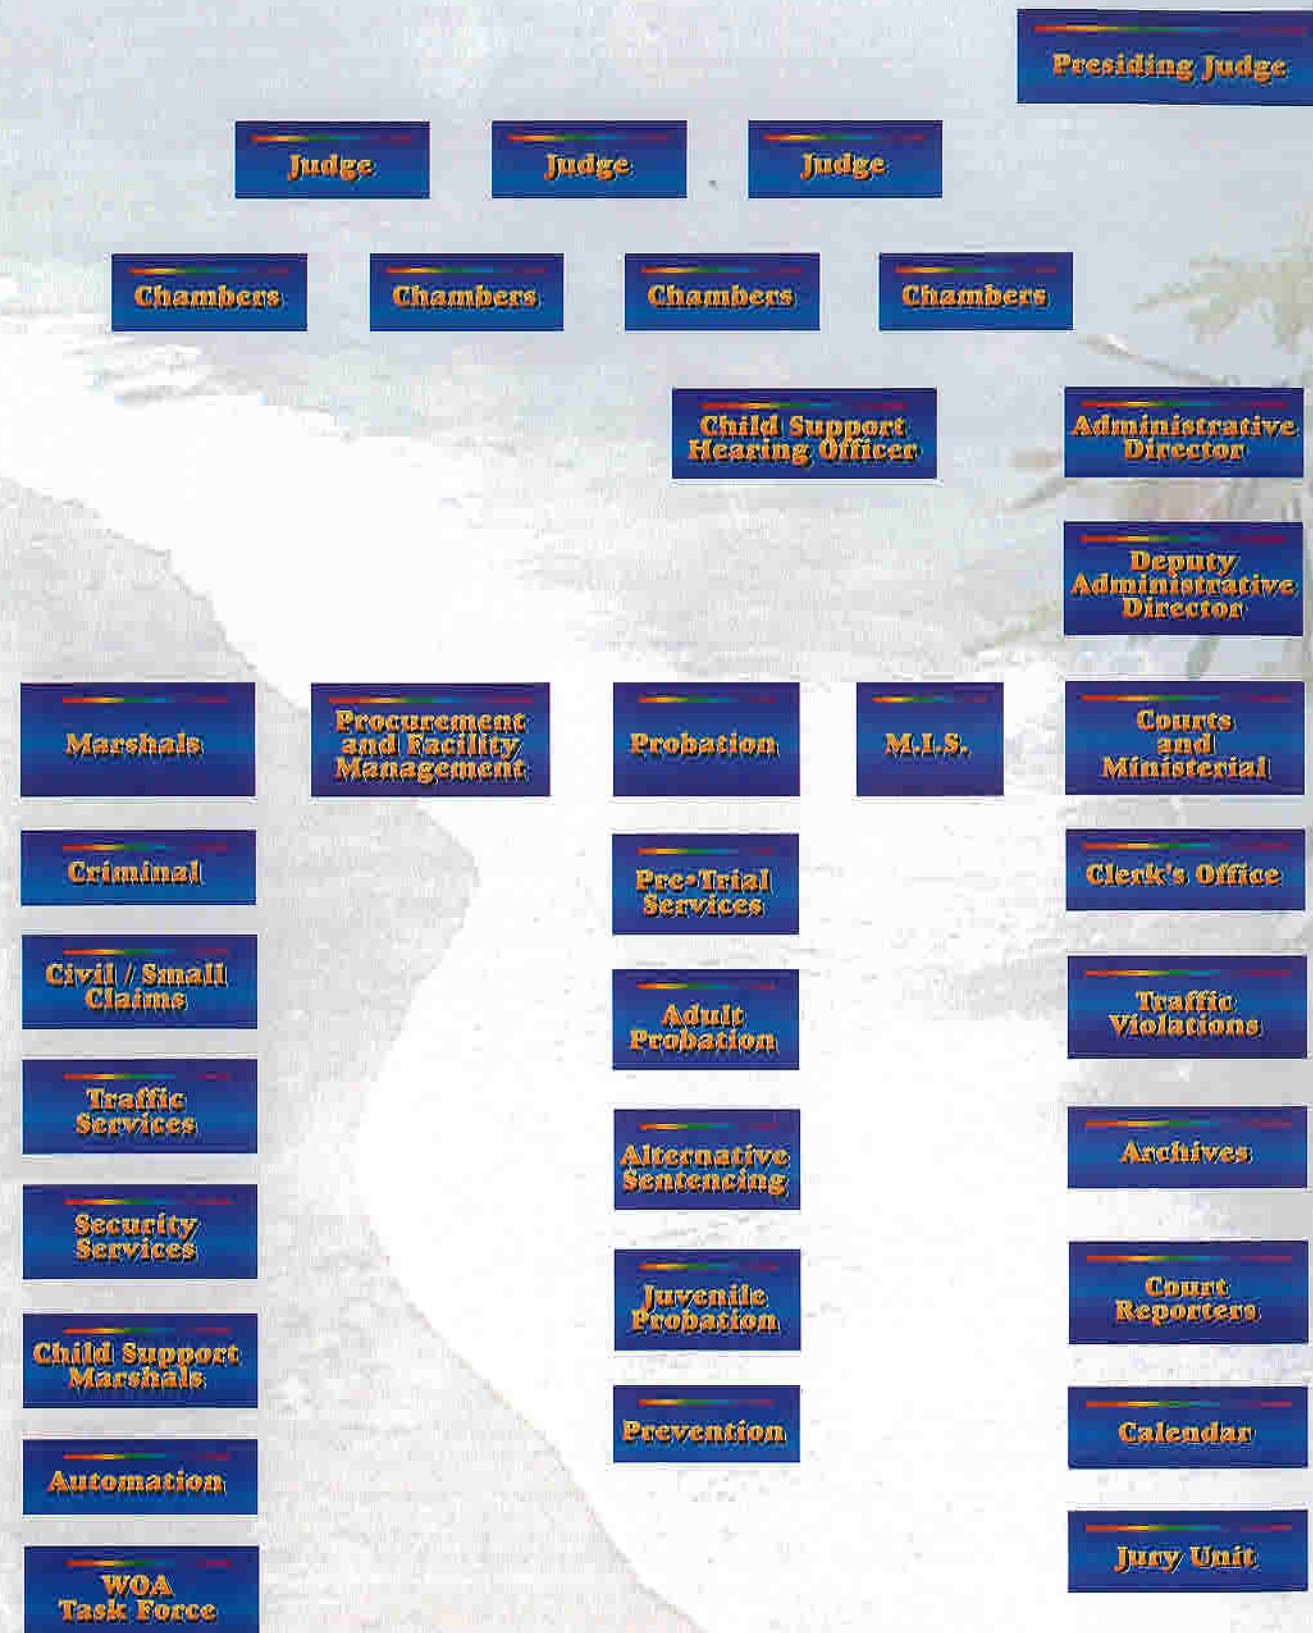 Presiding Judge
Judge
Judge
Judge
Chambers
Chambers
Chambers
Chambers
Child Support
Hearing Officer
Administrative
Director
Deputy
Administrative
Director
Marshals
Procurement
and Facility
Management
Probation
M.I.S.
Courts
and
Ministerial
Criminal
Civil / Small
Claims
Traffic
Services
Security
Services
Child Support
Marshals
Automation
WOA
Task Force
Pre•Trial
Services
Adult
Probation
Alternative
Sentencing
Juvenile
Probation
Prevention
Clerk's Office
Traffic
Violations
Archives
Court
Reporters
Calendar
Jury Unit